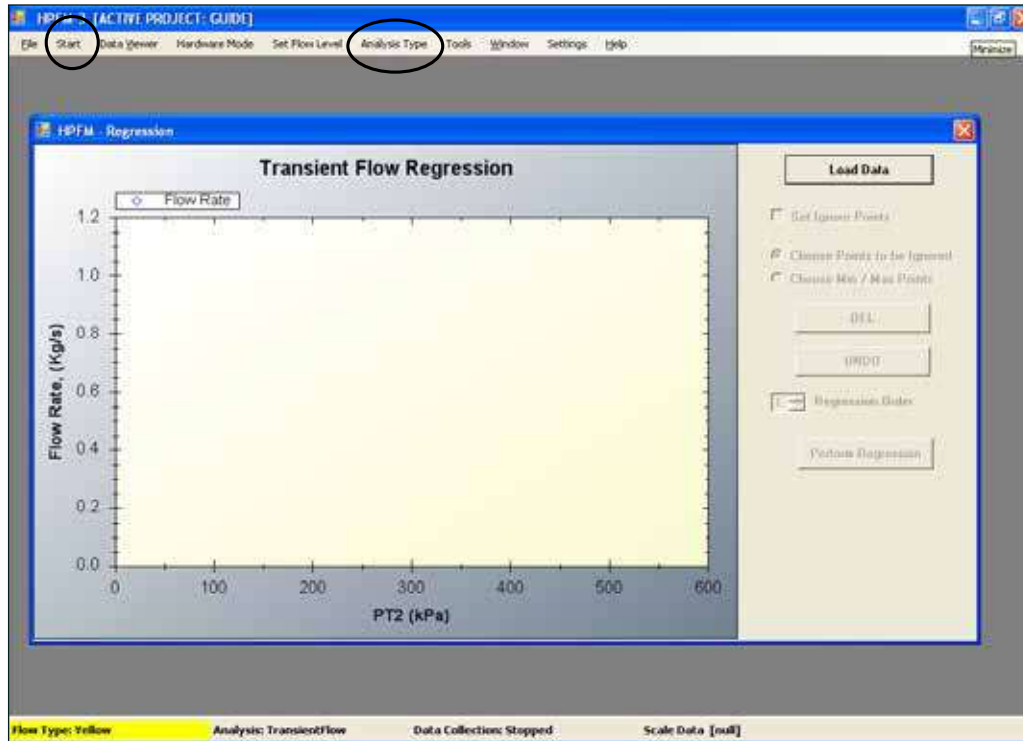 HPFM-3 [ACTIVE PROJECT: GUIDE]
File Start Data Viewer Hardware Mode Set Flow Level Analysis Type Tools Window Settings Help
Minimize
HPFM - Regression
Transient Flow Regression
Load Data
Flow Rate
Set Ignore Points
Choose Points to be Ignored
Choose Min / Max Points
DEL
UNDO
Regression Order
Perform Regression
Flow Rate, (Kg/s)
1.2
1.0
0.8
0.6
0.4
0.2
0.0
0 100 200 300 400 500 600
PT2 (kPa)
Flow Type: Yellow Analysis: TransientFlow Data Collection: Stopped Scale Data [null]